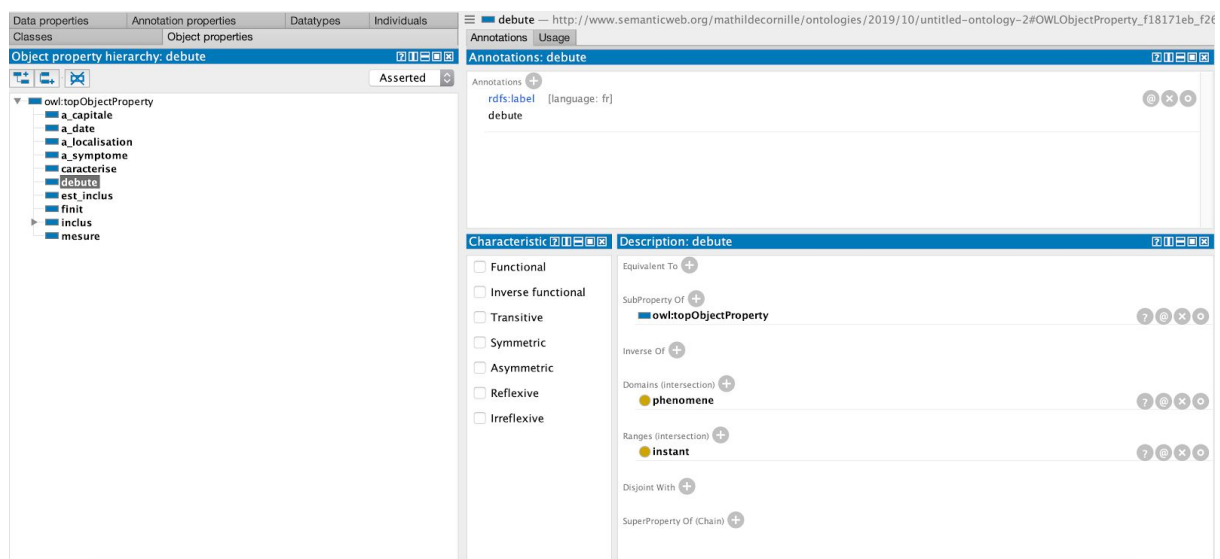 Data properties Annotation properties Datatypes Individuals
Classes Object properties
Object property hierarchy: debute
Asserted
owl:topObjectProperty
a_capitale
a_date
a_localisation
a_symptome
caracterise
debute
est_inclus
finit
inclus
mesure
debute — http://www.semanticweb.org/mathildecornille/ontologies/2019/10/untitled-ontology-2#OWLObjectProperty_f18171eb_f26
Annotations Usage
Annotations: debute
Annotations
rdfs:label [language: fr]
debute
Characteristic
Functional
Inverse functional
Transitive
Symmetric
Asymmetric
Reflexive
Irreflexive
Description: debute
Equivalent To
SubProperty Of
owl:topObjectProperty
Inverse Of
Domains (intersection)
phenomene
Ranges (intersection)
instant
Disjoint With
SuperProperty Of (Chain)